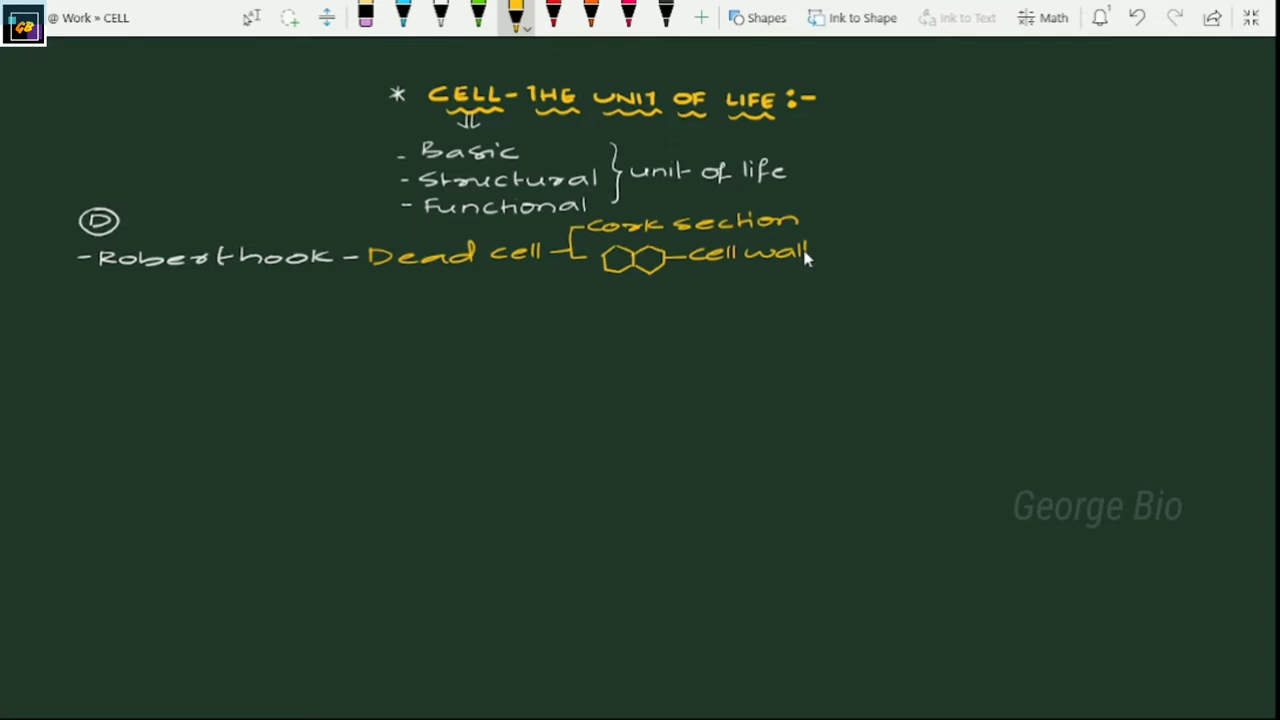 GB @ Work » CELL Shapes Ink to Shape Ink to Text Math
* CELL - THE UNIT OF LIFE :-
- Basic
- Structural } unit of life
- Functional
D
cork section
- Robert hook - Dead cell - cell wall
George Bio